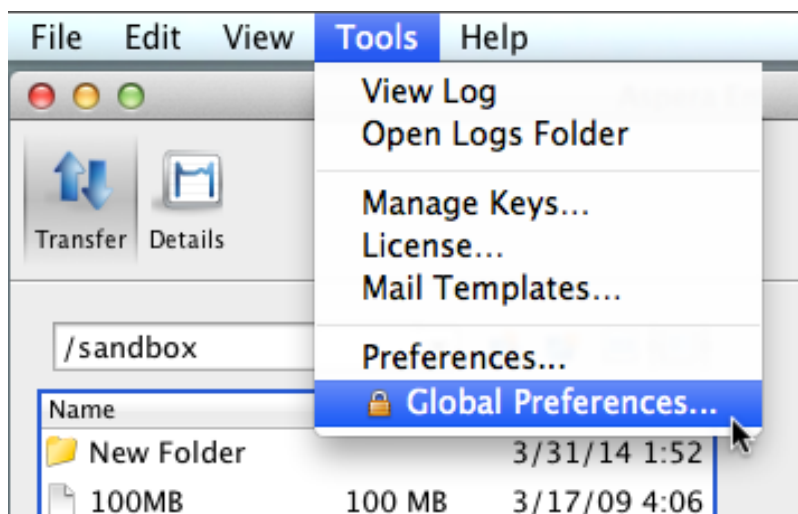 File Edit View Tools Help
View Log
Open Logs Folder
Transfer Details
Manage Keys...
License...
Mail Templates...
/sandbox
Preferences...
Global Preferences...
Name
New Folder 3/31/14 1:52
100MB 100 MB 3/17/09 4:06